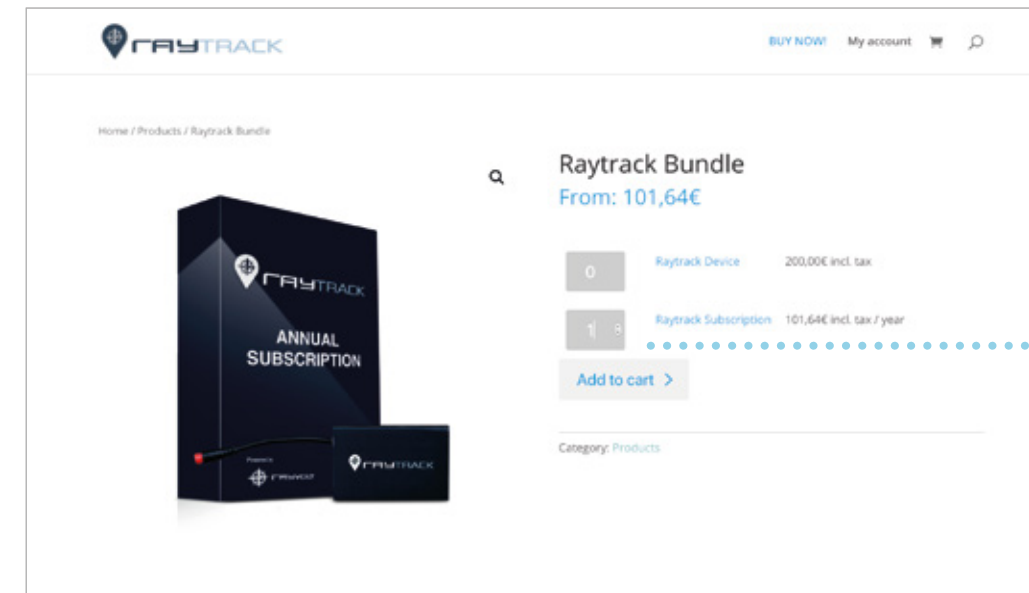 RAYTRACK
BUY NOW! My account
Home / Products / Raytrack Bundle
Raytrack Bundle
From: 101,64€
0 Raytrack Device 200,00€ incl. tax
1 Raytrack Subscription 101,64€ incl. tax / year
Add to cart >
Category: Products
RAYTRACK
ANNUAL
SUBSCRIPTION
RAYVOLT
RAYTRACK